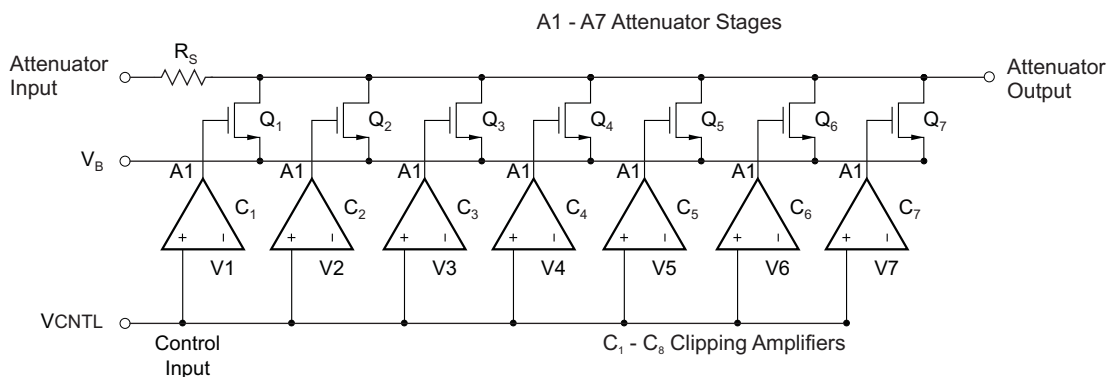 A1 - A7 Attenuator Stages
R_S
Attenuator
Input
Attenuator
Output
Q₁
Q₂
Q₃
Q₄
Q₅
Q₆
Q₇
V_B
A1
A1
A1
A1
A1
A1
A1
C₁
C₂
C₃
C₄
C₅
C₆
C₇
+
-
+
-
+
-
+
-
+
-
+
-
+
-
V1
V2
V3
V4
V5
V6
V7
VCNTL
Control
Input
C₁ - C₈ Clipping Amplifiers